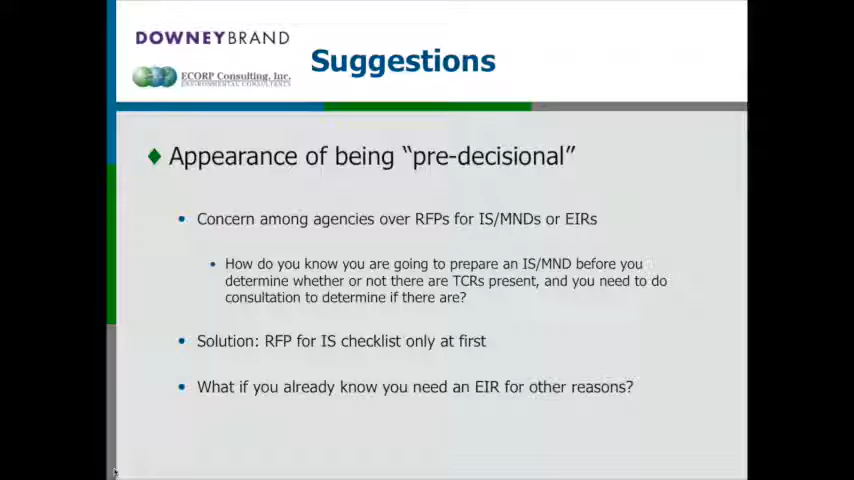 DOWNEYBRAND
ECORP Consulting, Inc.
ENVIRONMENTAL CONSULTANTS
Suggestions
Appearance of being “pre-decisional”
Concern among agencies over RFPs for IS/MNDs or EIRs
How do you know you are going to prepare an IS/MND before you
determine whether or not there are TCRs present, and you need to do
consultation to determine if there are?
Solution: RFP for IS checklist only at first
What if you already know you need an EIR for other reasons?